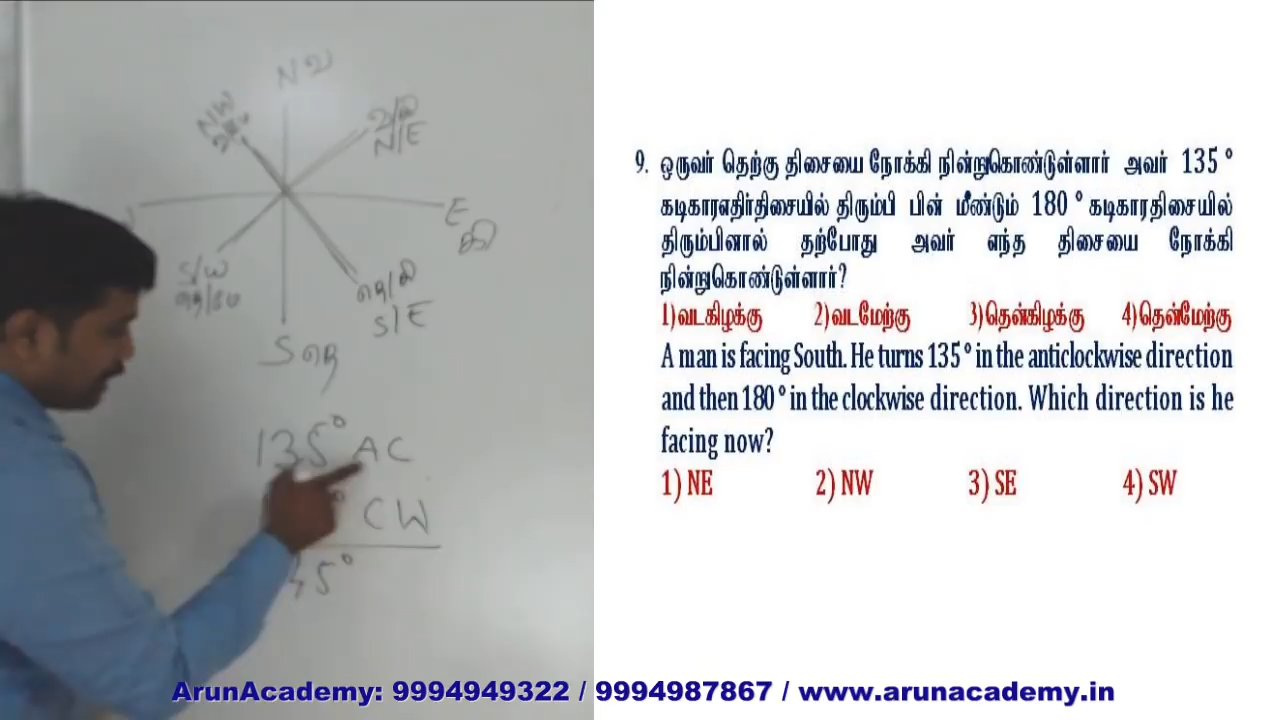 N வ
N/W
வ/கி
N/E
E
கி
S/W
தெ/மே
தெ/கி
S/E
S தெ
135° AC
CW
45°
9. ஒருவர் தெற்கு திசையை நோக்கி நின்றுகொண்டுள்ளார் அவர் 135°
கடிகாரஎதிர்திசையில் திரும்பி பின் மீண்டும் 180° கடிகாரதிசையில்
திரும்பினால் தற்போது அவர் எந்த திசையை நோக்கி
நின்றுகொண்டுள்ளார்?
1)வடகிழக்கு 2)வடமேற்கு 3)தென்கிழக்கு 4)தென்மேற்கு
A man is facing South. He turns 135° in the anticlockwise direction
and then 180° in the clockwise direction. Which direction is he
facing now?
1) NE 2) NW 3) SE 4) SW
ArunAcademy: 9994949322 / 9994987867 / www.arunacademy.in